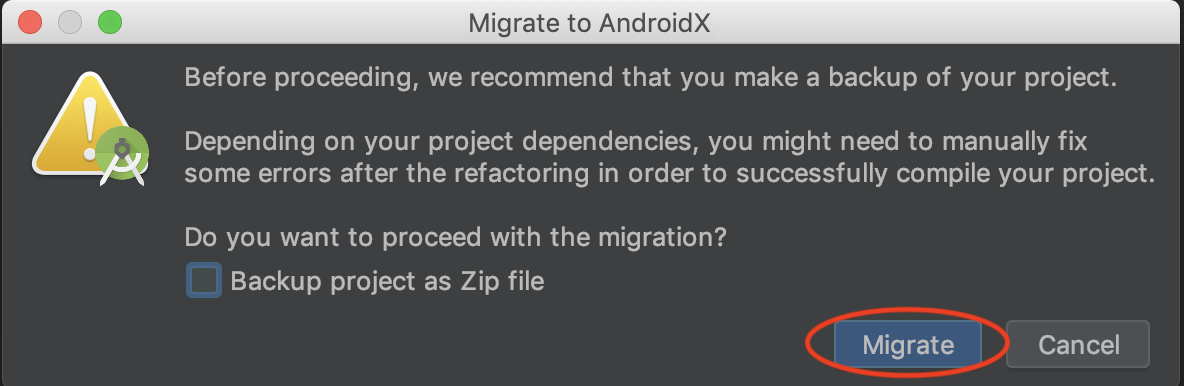 Migrate to AndroidX
Before proceeding, we recommend that you make a backup of your project.
Depending on your project dependencies, you might need to manually fix
some errors after the refactoring in order to successfully compile your project.
Do you want to proceed with the migration?
Backup project as Zip file
Migrate
Cancel